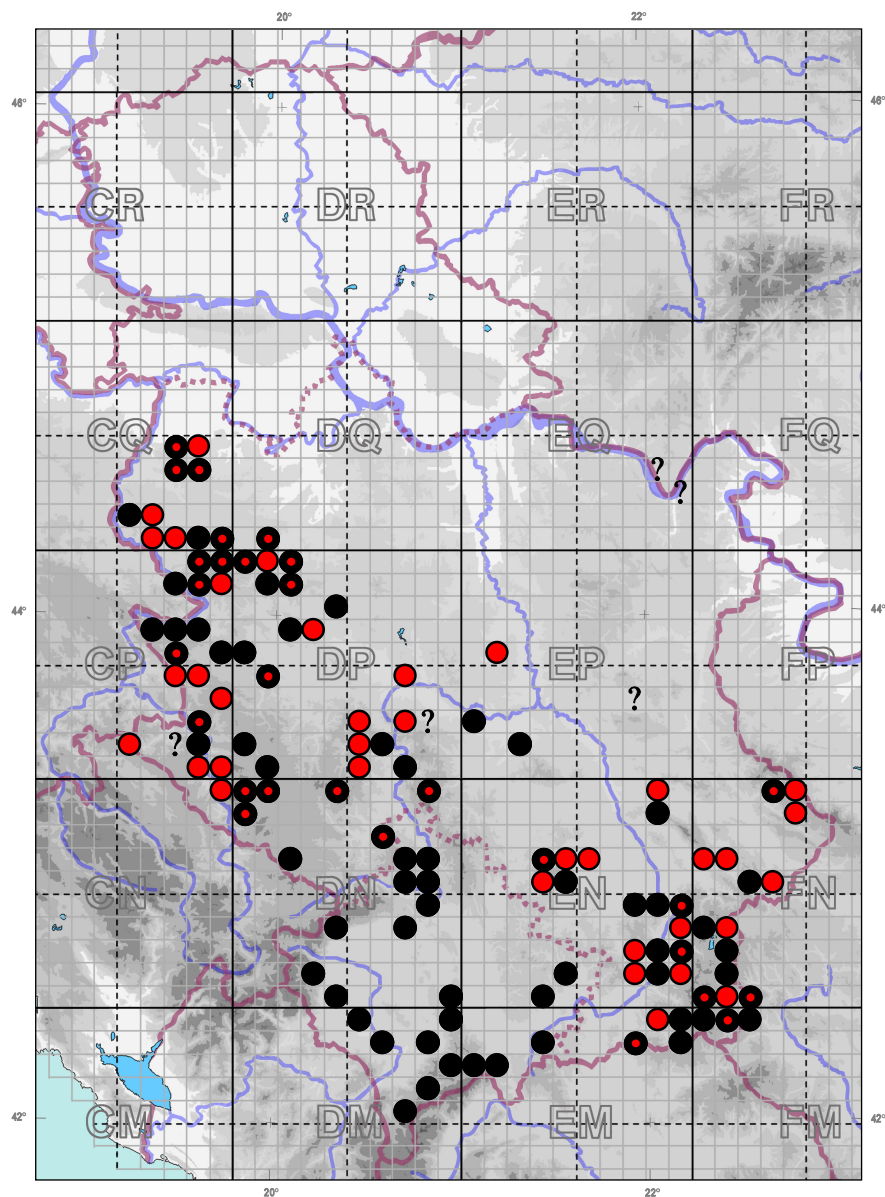 20° 22°
46° 46°
CR DR ER FR
CQ DQ EQ FQ
?
?
44° 44°
CP DP EP FP
?
?
?
CN DN EN FN
42° 42°
CM DM EM FM
20° 22°